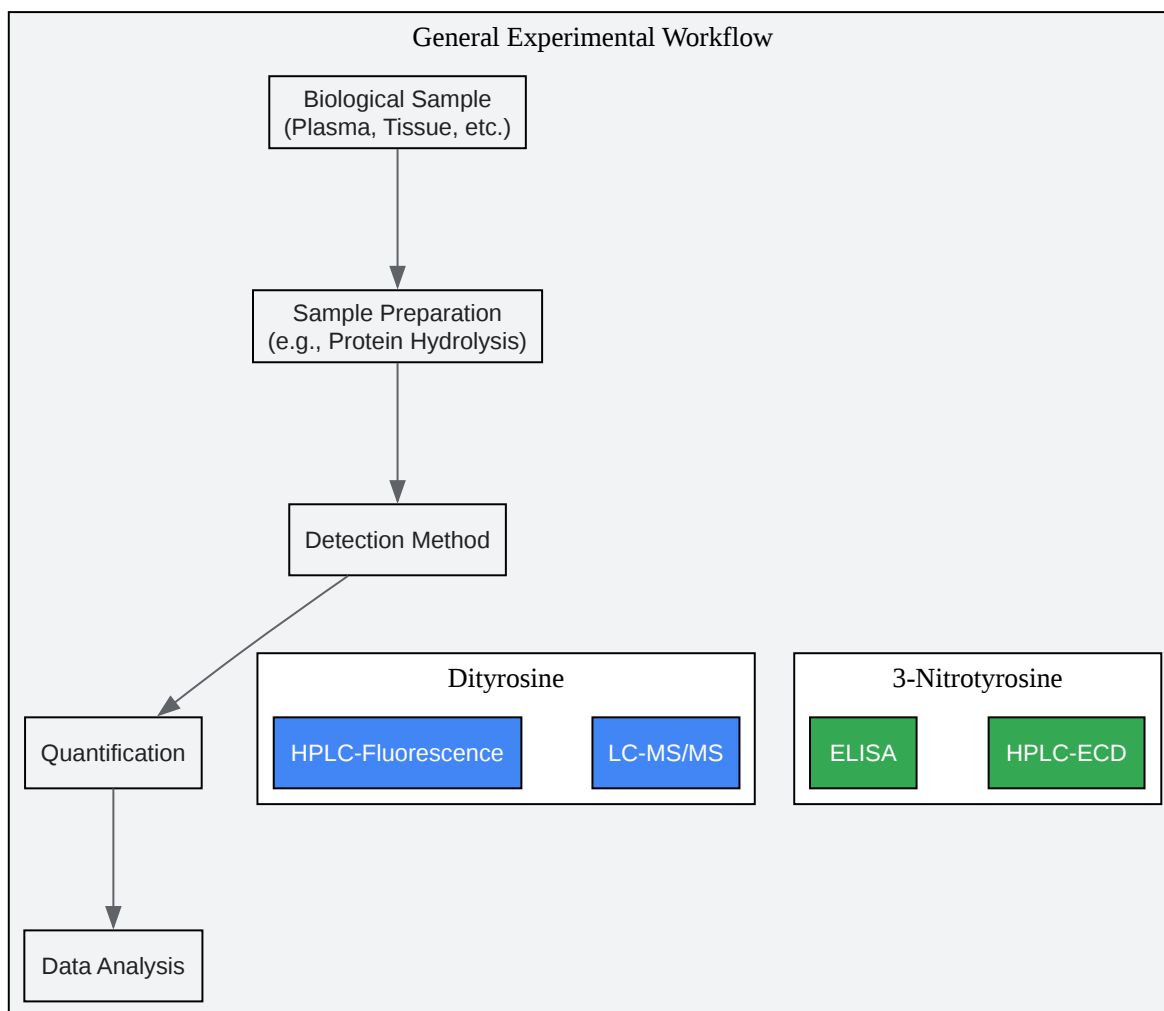 General Experimental Workflow
Biological Sample
(Plasma, Tissue, etc.)
Sample Preparation
(e.g., Protein Hydrolysis)
Detection Method
Dityrosine
3-Nitrotyrosine
Quantification
HPLC-Fluorescence
LC-MS/MS
ELISA
HPLC-ECD
Data Analysis